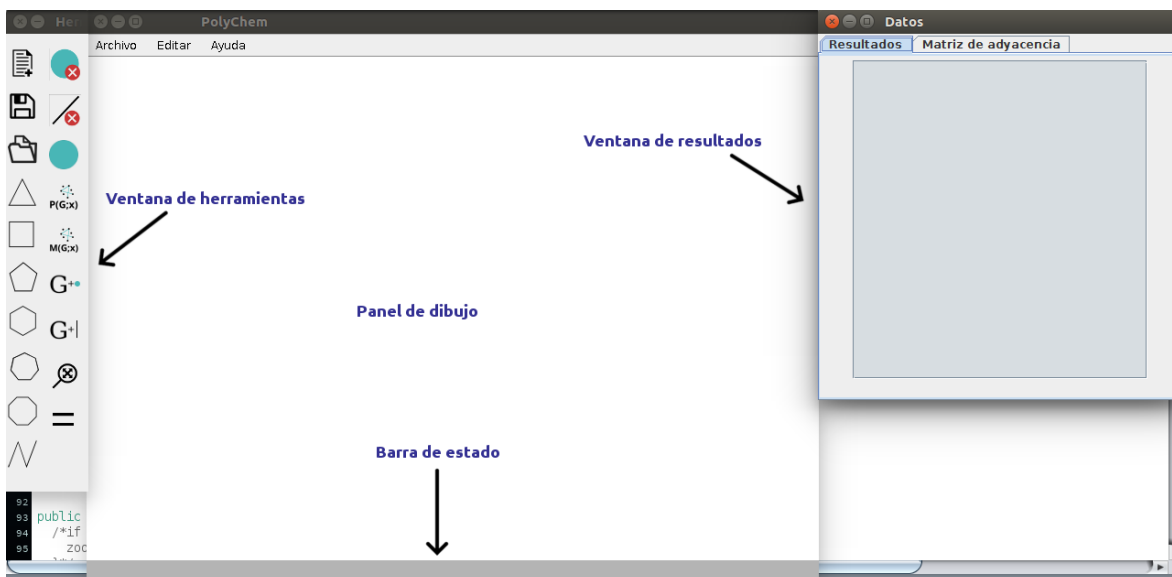 Her
PolyChem
Datos
Archivo Editar Ayuda
Resultados Matriz de adyacencia
Ventana de resultados
Ventana de herramientas
P(G;x)
M(G;x)
G+
Panel de dibujo
G+|
Barra de estado
92
93 public
94 /*if
95 zoo